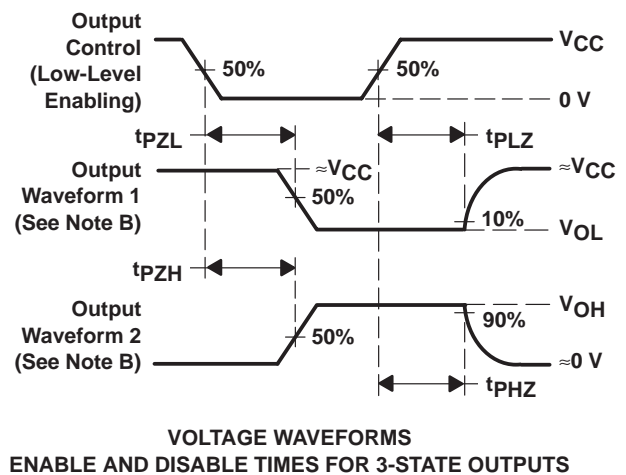 Output
Control
(Low-Level
Enabling)
50%
50%
VCC
0 V
tPZL
tPLZ
Output
Waveform 1
(See Note B)
≈VCC
50%
≈VCC
10%
VOL
tPZH
Output
Waveform 2
(See Note B)
50%
VOH
90%
≈0 V
tPHZ
VOLTAGE WAVEFORMS
ENABLE AND DISABLE TIMES FOR 3-STATE OUTPUTS